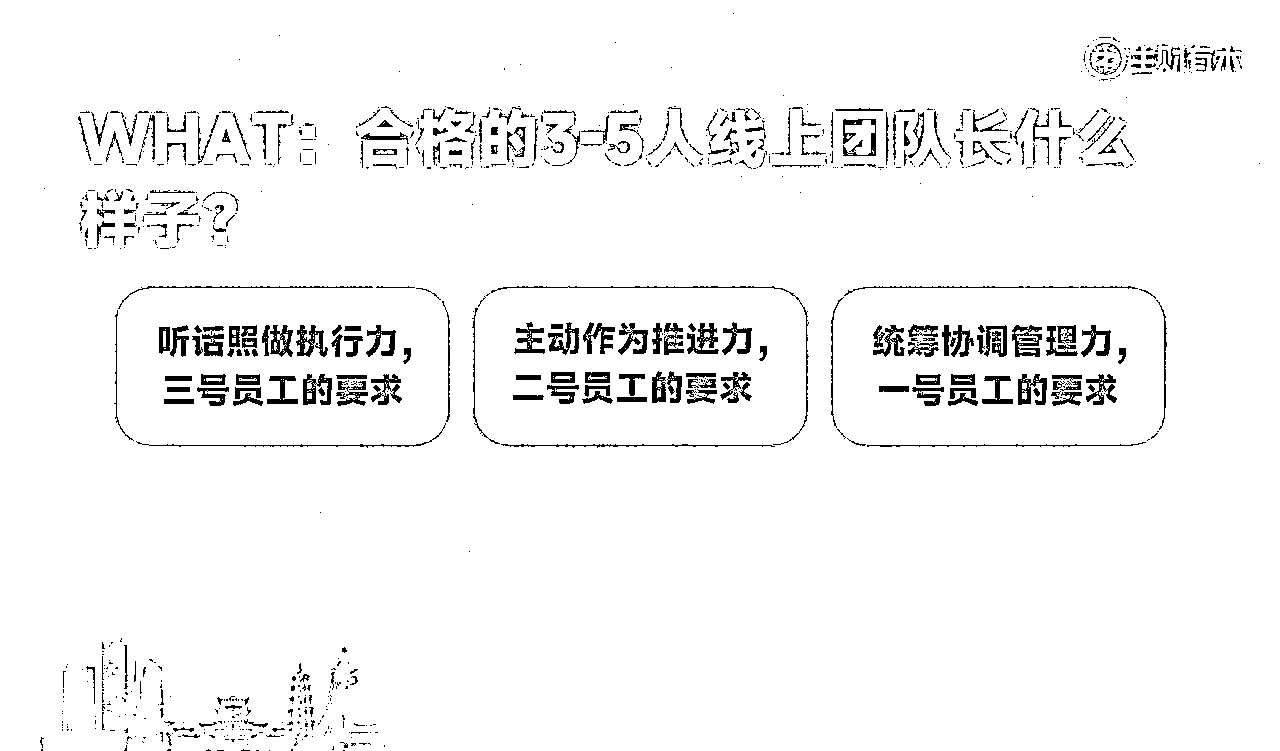 生财有术
WHAT：合格的3-5人线上团队长什么
样子？
听话照做执行力，
三号员工的要求
主动作为推进力，
二号员工的要求
统筹协调管理力，
一号员工的要求